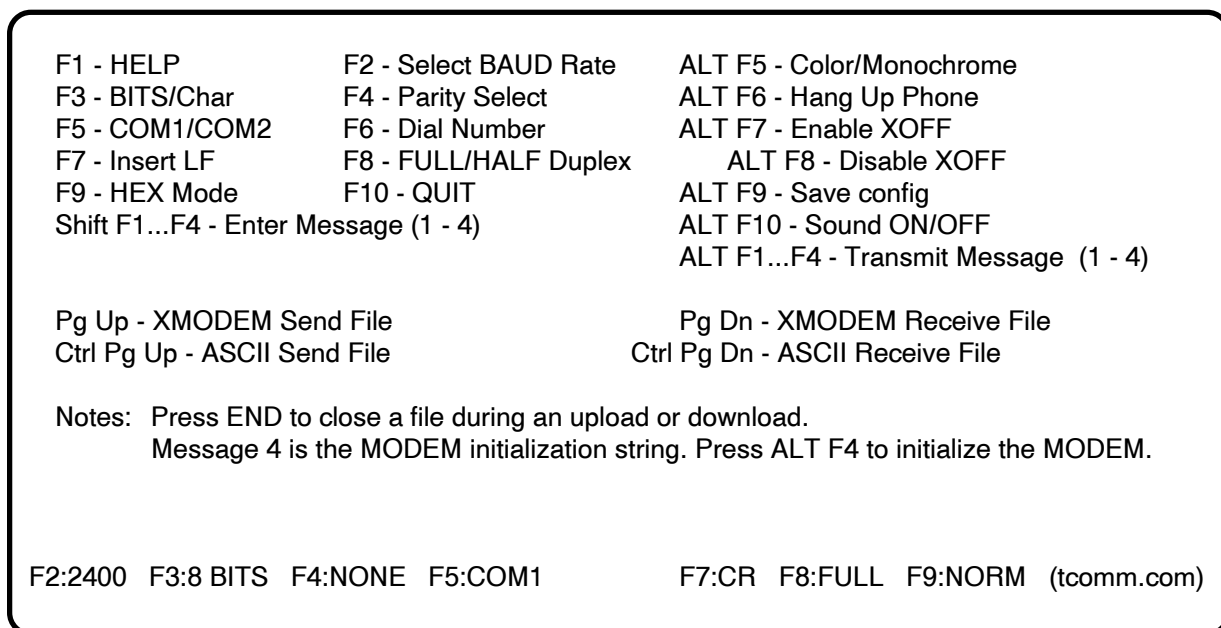 F1 - HELP F2 - Select BAUD Rate ALT F5 - Color/Monochrome
F3 - BITS/Char F4 - Parity Select ALT F6 - Hang Up Phone
F5 - COM1/COM2 F6 - Dial Number ALT F7 - Enable XOFF
F7 - Insert LF F8 - FULL/HALF Duplex ALT F8 - Disable XOFF
F9 - HEX Mode F10 - QUIT ALT F9 - Save config
Shift F1...F4 - Enter Message (1 - 4) ALT F10 - Sound ON/OFF
ALT F1...F4 - Transmit Message (1 - 4)
Pg Up - XMODEM Send File Pg Dn - XMODEM Receive File
Ctrl Pg Up - ASCII Send File Ctrl Pg Dn - ASCII Receive File
Notes: Press END to close a file during an upload or download.
Message 4 is the MODEM initialization string. Press ALT F4 to initialize the MODEM.
F2:2400 F3:8 BITS F4:NONE F5:COM1 F7:CR F8:FULL F9:NORM (tcomm.com)